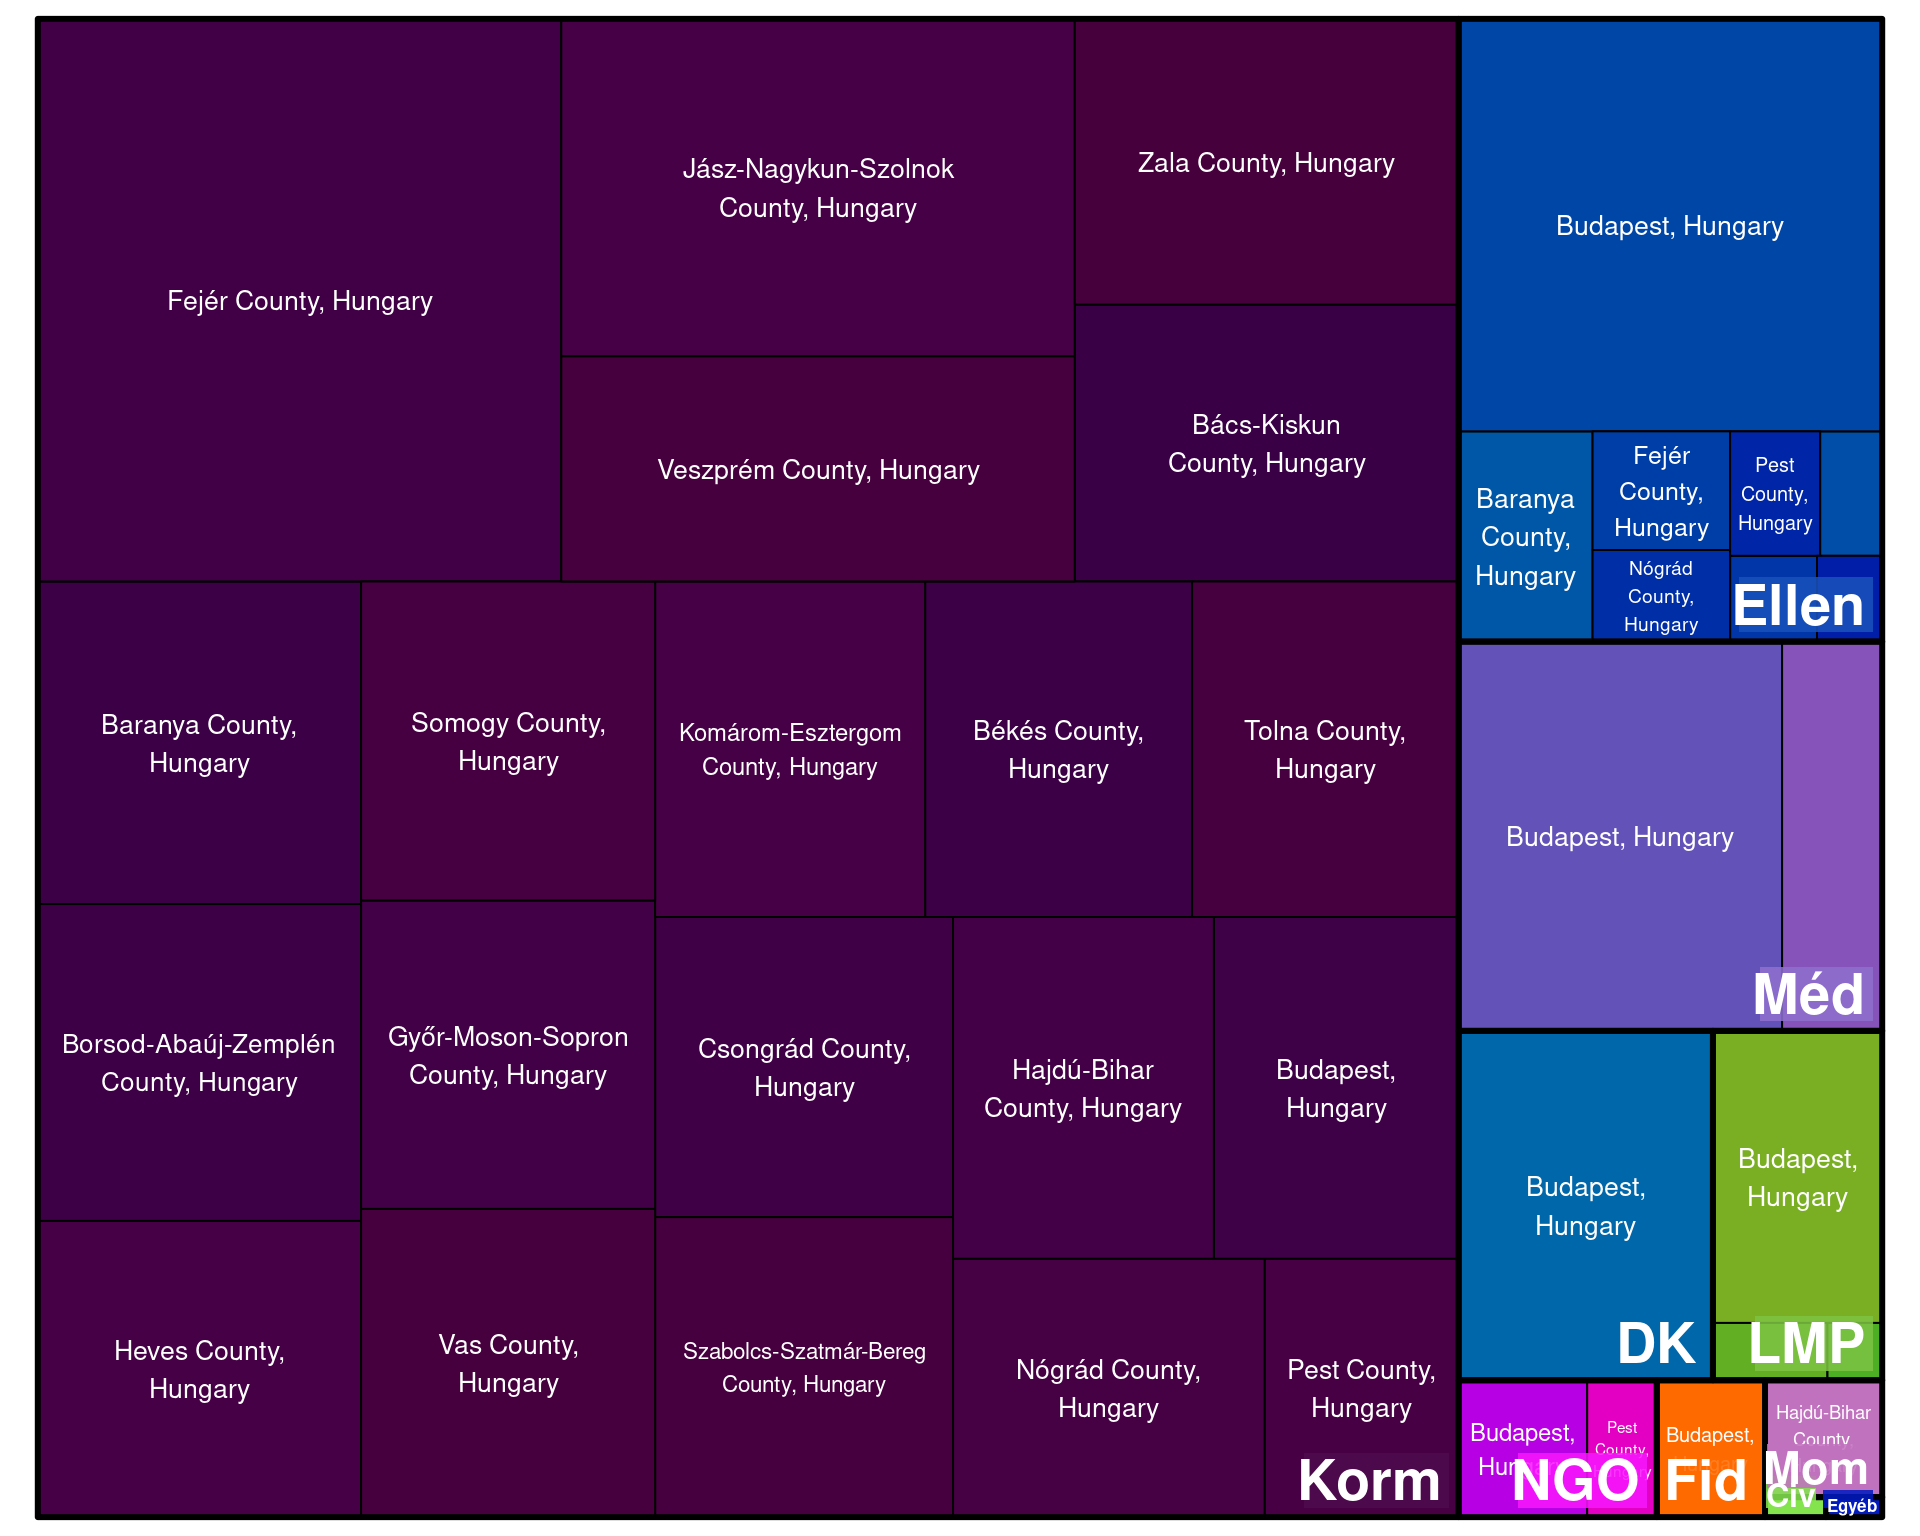 Fejér County, Hungary
Jász-Nagykun-Szolnok
County, Hungary
Zala County, Hungary
Veszprém County, Hungary
Bács-Kiskun
County, Hungary
Baranya County,
Hungary
Somogy County,
Hungary
Komárom-Esztergom
County, Hungary
Békés County,
Hungary
Tolna County,
Hungary
Borsod-Abaúj-Zemplén
County, Hungary
Győr-Moson-Sopron
County, Hungary
Csongrád County,
Hungary
Hajdú-Bihar
County, Hungary
Budapest,
Hungary
Heves County,
Hungary
Vas County,
Hungary
Szabolcs-Szatmár-Bereg
County, Hungary
Nógrád County,
Hungary
Pest County,
Hungary
Korm
Budapest, Hungary
Baranya
County,
Hungary
Fejér
County,
Hungary
Nógrád
County,
Hungary
Pest
County,
Hungary
Ellen
Budapest, Hungary
Méd
Budapest,
Hungary
DK
Budapest,
Hungary
LMP
Budapest,
Hungary
Pest
County,
NGO
Budapest,
Fid
Hajdú-Bihar
County,
Mom
Civ
Egyéb